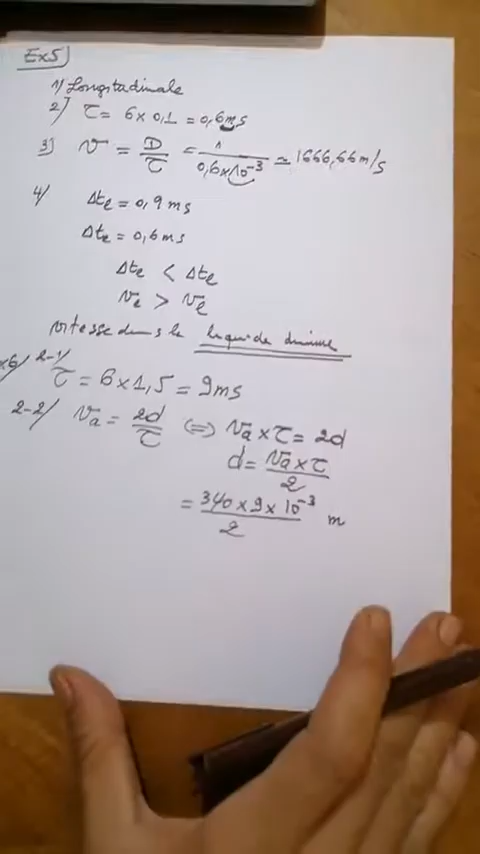 Ex5
1) Longitudinale
2) τ = 6 × 0,1 = 0,6 ms
3) v = D/τ = 1/(0,6×10⁻³) ≃ 1666,66 m/s
4/ Δtₑ = 0,9 ms
Δtₑ = 0,6 ms
Δtₑ < Δtₑ
vₑ > vₑ
vitesse dans le liquide diminue
x6/ 2-1/ τ = 6 × 1,5 = 9 ms
2-2/ vₐ = 2d/τ ⟺ vₐ × τ = 2d
d = (vₐ × τ)/2
= (340 × 9 × 10⁻³)/2 m